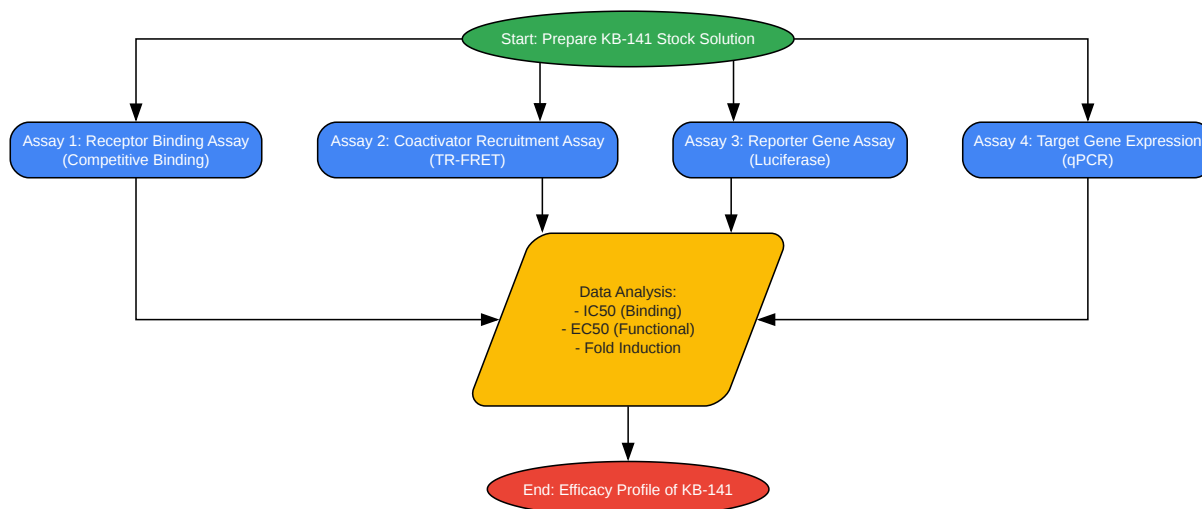 Start: Prepare KB-141 Stock Solution
Assay 1: Receptor Binding Assay
(Competitive Binding)
Assay 2: Coactivator Recruitment Assay
(TR-FRET)
Assay 3: Reporter Gene Assay
(Luciferase)
Assay 4: Target Gene Expression
(qPCR)
Data Analysis:
- IC50 (Binding)
- EC50 (Functional)
- Fold Induction
End: Efficacy Profile of KB-141